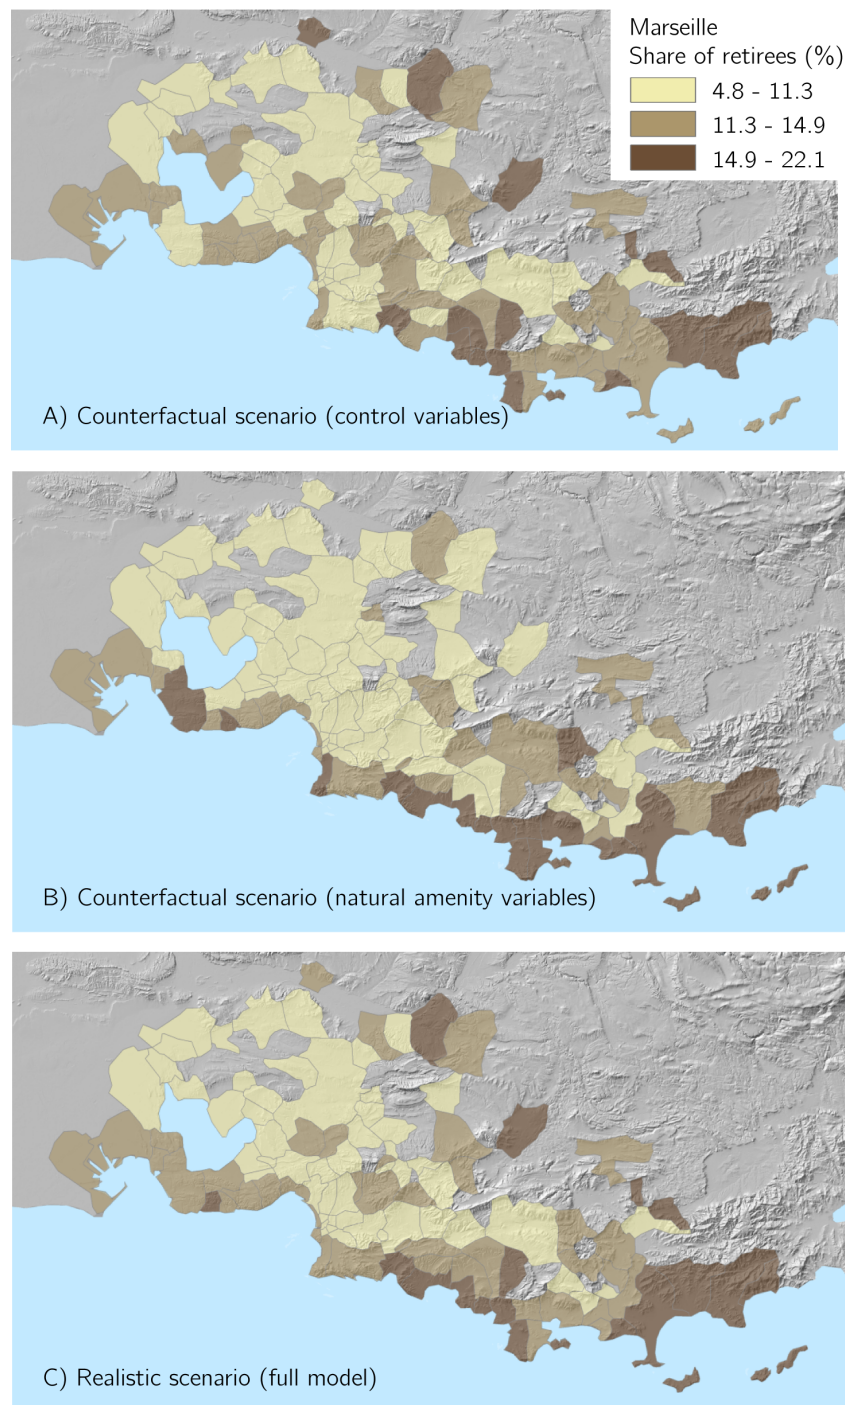 Marseille
Share of retirees (%)
4.8 - 11.3
11.3 - 14.9
14.9 - 22.1
A) Counterfactual scenario (control variables)
B) Counterfactual scenario (natural amenity variables)
C) Realistic scenario (full model)